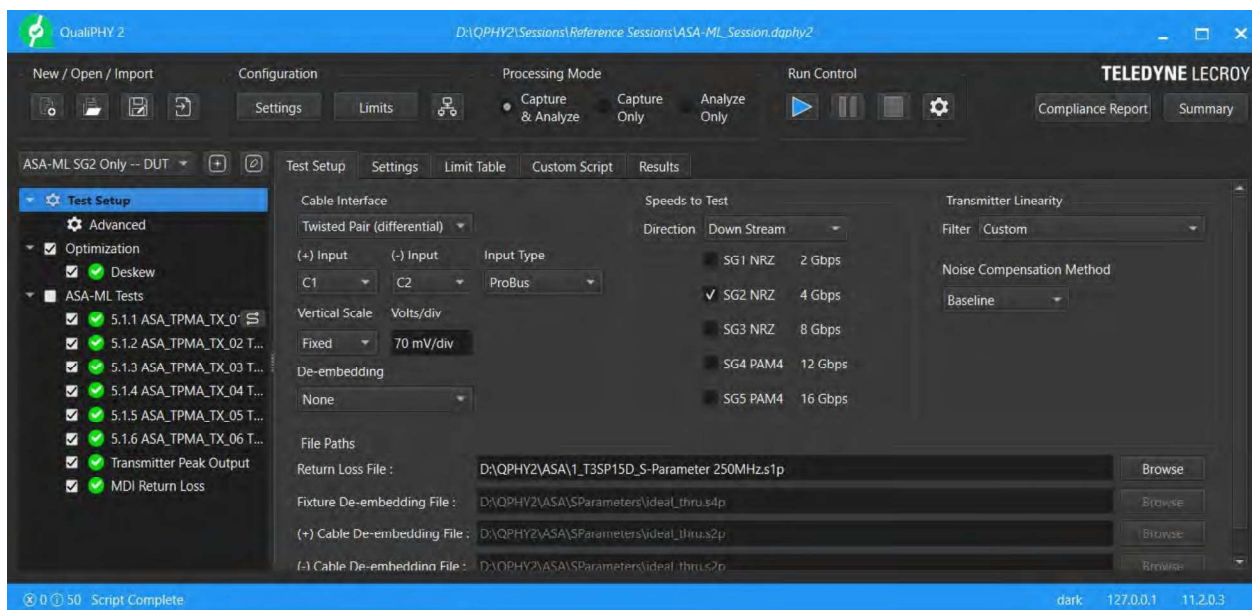 QualiPHY 2
D:\QPHY2\Sessions\Reference Sessions\ASA-ML_Session.dqphy2
New / Open / Import
Configuration
Processing Mode
Run Control
TELEDYNE LECROY
Settings
Limits
Capture & Analyze
Capture Only
Analyze Only
Compliance Report
Summary
ASA-ML SG2 Only -- DUT
Test Setup
Settings
Limit Table
Custom Script
Results
Test Setup
Advanced
Optimization
Deskew
ASA-ML Tests
5.1.1 ASA_TPMA_TX_01
5.1.2 ASA_TPMA_TX_02 T...
5.1.3 ASA_TPMA_TX_03 T...
5.1.4 ASA_TPMA_TX_04 T...
5.1.5 ASA_TPMA_TX_05 T...
5.1.6 ASA_TPMA_TX_06 T...
Transmitter Peak Output
MDI Return Loss
Cable Interface
Twisted Pair (differential)
(+) Input
(-) Input
Input Type
C1
C2
ProBus
Vertical Scale
Volts/div
Fixed
70 mV/div
De-embedding
None
Speeds to Test
Direction Down Stream
SG1 NRZ 2 Gbps
SG2 NRZ 4 Gbps
SG3 NRZ 8 Gbps
SG4 PAM4 12 Gbps
SG5 PAM4 16 Gbps
Transmitter Linearity
Filter Custom
Noise Compensation Method
Baseline
File Paths
Return Loss File : D:\QPHY2\ASA\1_T3SP15D_S-Parameter 250MHz.s1p Browse
Fixture De-embedding File : D:\QPHY2\ASA\SParameters\ideal_thru.s4p Browse
(+) Cable De-embedding File : D:\QPHY2\ASA\SParameters\ideal_thru.s2p Browse
(-) Cable De-embedding File : D:\QPHY2\ASA\SParameters\ideal_thru.s2p Browse
0 50 Script Complete
dark 127.0.0.1 11.2.0.3